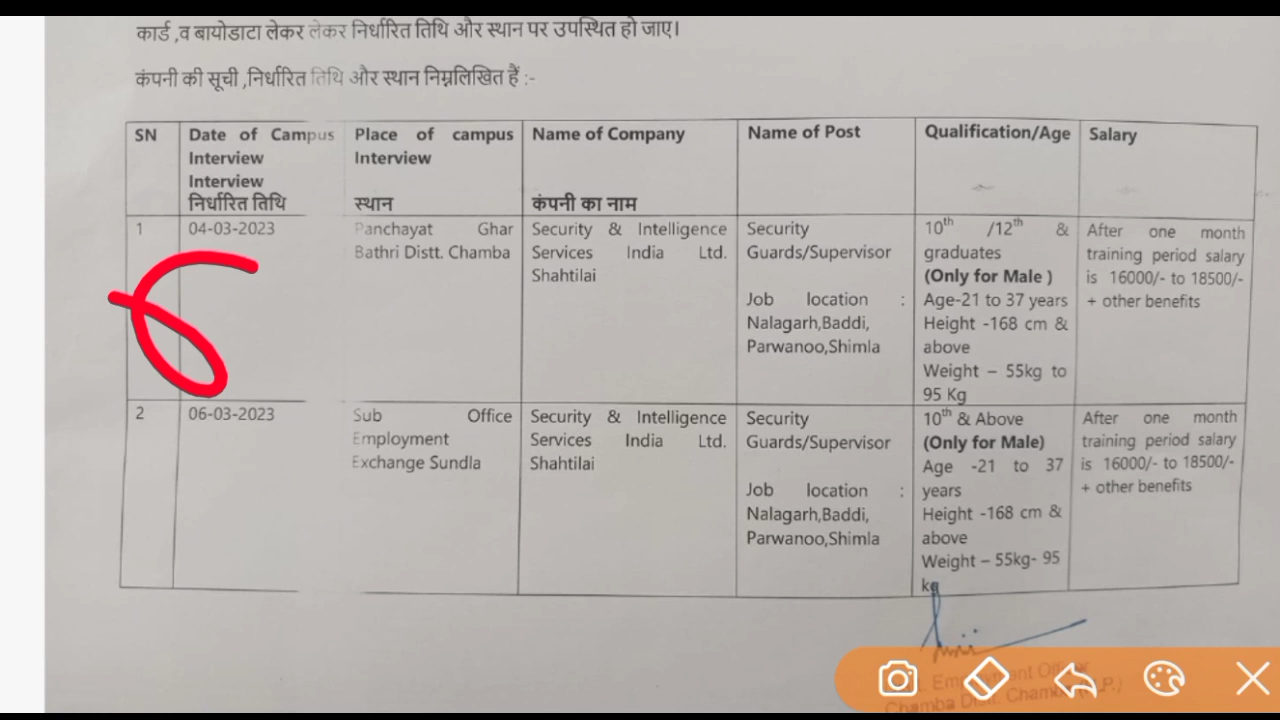 कार्ड ,व बायोडाटा लेकर लेकर निर्धारित तिथि और स्थान पर उपस्थित हो जाए।
कंपनी की सूची ,निर्धारित तिथि और स्थान निम्नलिखित हैं :-
SN
Date of Campus
Interview
Interview
निर्धारित तिथि
Place of campus
Interview
स्थान
Name of Company
कंपनी का नाम
Name of Post
Qualification/Age
Salary
1
04-03-2023
Panchayat Ghar
Bathri Distt. Chamba
Security & Intelligence
Services India Ltd.
Shahtilai
Security
Guards/Supervisor
Job location :
Nalagarh,Baddi,
Parwanoo,Shimla
10th /12th &
graduates
(Only for Male )
Age-21 to 37 years
Height -168 cm &
above
Weight – 55kg to
95 Kg
After one month
training period salary
is 16000/- to 18500/-
+ other benefits
2
06-03-2023
Sub Office
Employment
Exchange Sundla
Security & Intelligence
Services India Ltd.
Shahtilai
Security
Guards/Supervisor
Job location :
Nalagarh,Baddi,
Parwanoo,Shimla
10th & Above
(Only for Male)
Age -21 to 37
years
Height -168 cm &
above
Weight – 55kg- 95
kg
After one month
training period salary
is 16000/- to 18500/-
+ other benefits
Employment Officer
Chamba Distt. Chamba (H.P.)